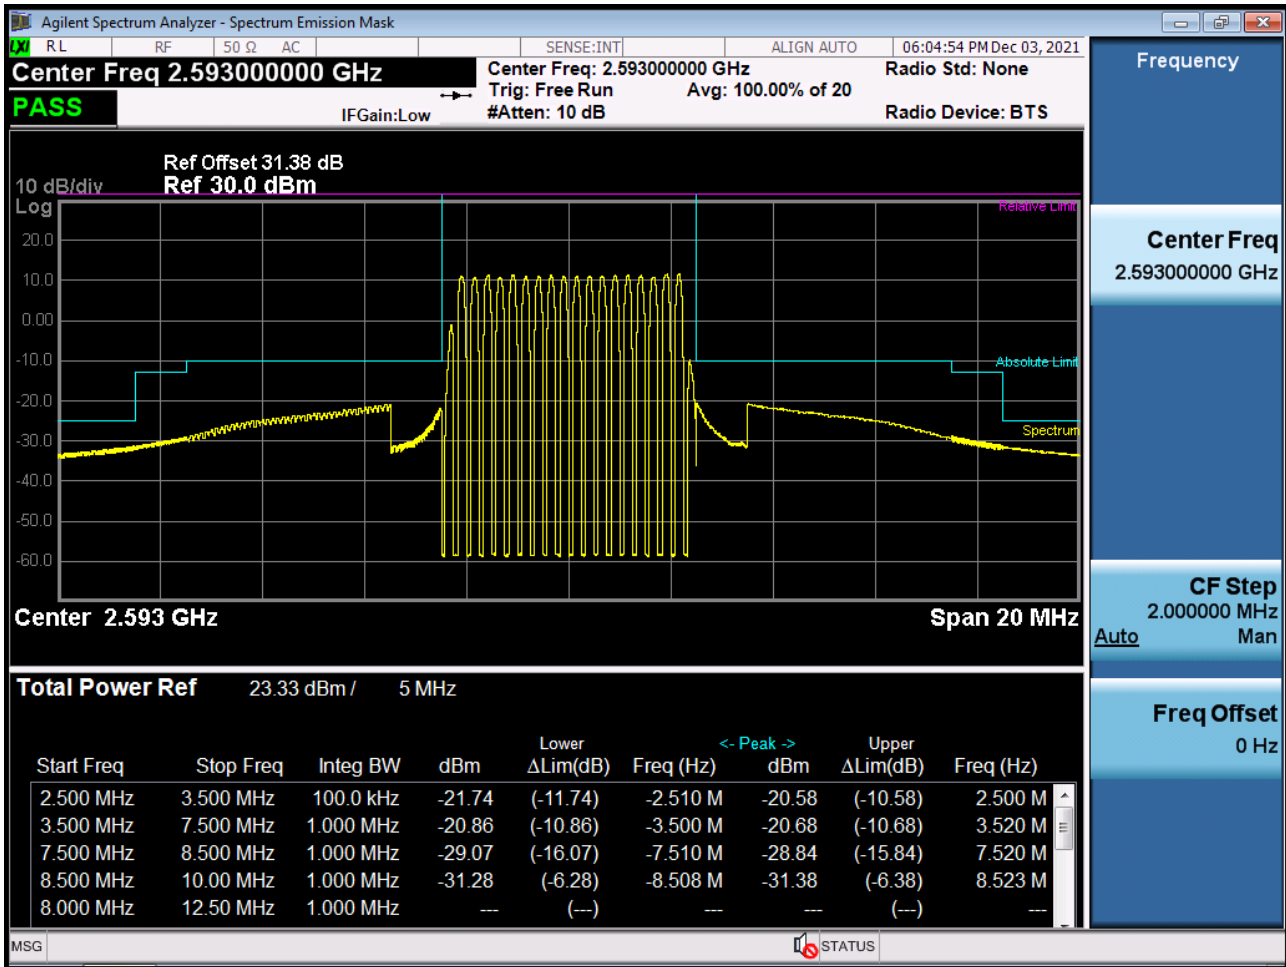 Agilent Spectrum Analyzer - Spectrum Emission Mask
LXI RL RF 50 Ω AC SENSE:INT ALIGN AUTO 06:04:54 PM Dec 03, 2021
Center Freq 2.593000000 GHz
Center Freq: 2.593000000 GHz Radio Std: None
Trig: Free Run Avg: 100.00% of 20
PASS
IFGain:Low #Atten: 10 dB Radio Device: BTS
Ref Offset 31.38 dB
10 dB/div Ref 30.0 dBm
Log
Relative Limit
20.0
10.0
0.00
-10.0
Absolute Limit
-20.0
Spectrum
-30.0
-40.0
-50.0
-60.0
Center 2.593 GHz Span 20 MHz
Total Power Ref 23.33 dBm / 5 MHz
Lower <- Peak -> Upper
Start Freq Stop Freq Integ BW dBm ΔLim(dB) Freq (Hz) dBm ΔLim(dB) Freq (Hz)
2.500 MHz 3.500 MHz 100.0 kHz -21.74 (-11.74) -2.510 M -20.58 (-10.58) 2.500 M
3.500 MHz 7.500 MHz 1.000 MHz -20.86 (-10.86) -3.500 M -20.68 (-10.68) 3.520 M
7.500 MHz 8.500 MHz 1.000 MHz -29.07 (-16.07) -7.510 M -28.84 (-15.84) 7.520 M
8.500 MHz 10.00 MHz 1.000 MHz -31.28 (-6.28) -8.508 M -31.38 (-6.38) 8.523 M
8.000 MHz 12.50 MHz 1.000 MHz --- (---) --- --- (---) ---
MSG STATUS
Frequency
Center Freq
2.593000000 GHz
CF Step
2.000000 MHz
Auto Man
Freq Offset
0 Hz